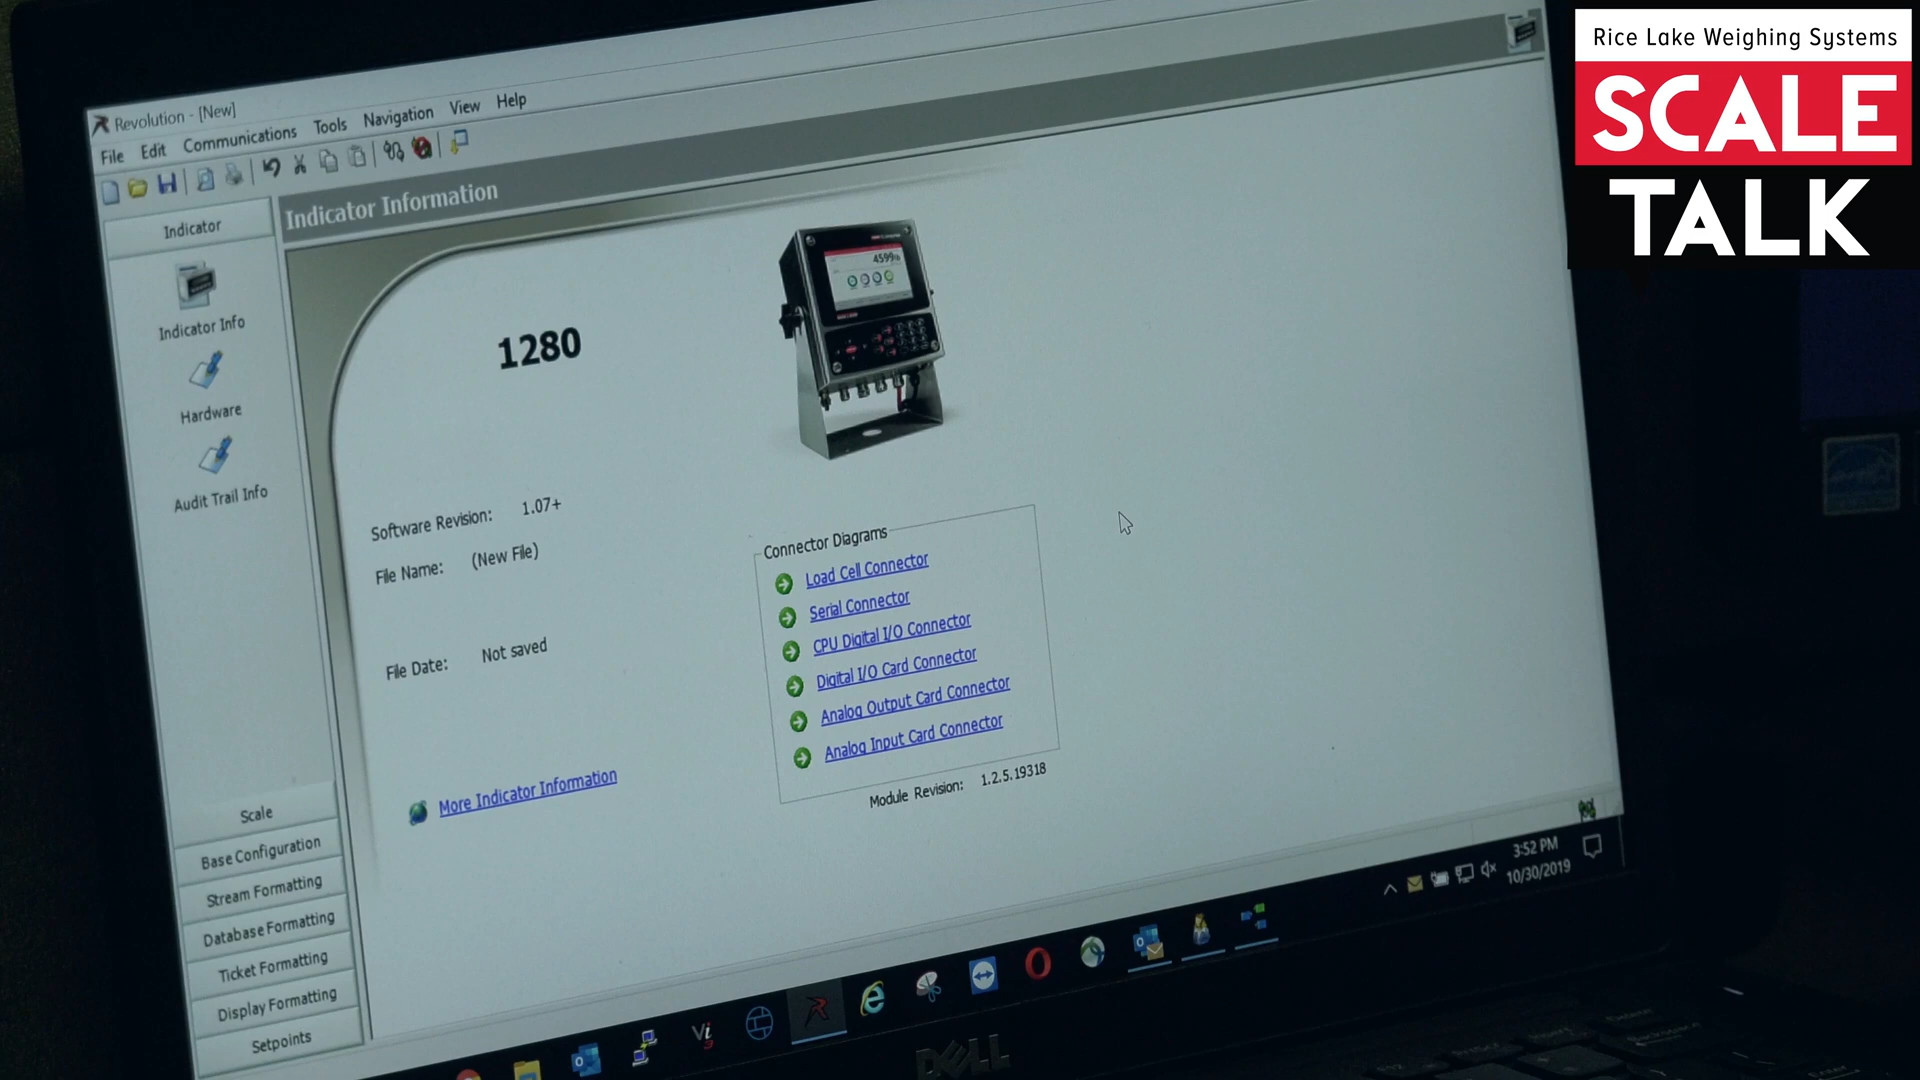 Rice Lake Weighing Systems
SCALE
TALK
Revolution - [New]
File Edit Communications Tools Navigation View Help
Indicator Information
Indicator
Indicator Info
Hardware
Audit Trail Info
1280
4599
Software Revision: 1.07+
File Name: (New File)
File Date: Not saved
More Indicator Information
Connector Diagrams
Load Cell Connector
Serial Connector
CPU Digital I/O Connector
Digital I/O Card Connector
Analog Output Card Connector
Analog Input Card Connector
Module Revision: 1.2.5.19318
Scale
Base Configuration
Stream Formatting
Database Formatting
Ticket Formatting
Display Formatting
Setpoints
3:52 PM
10/30/2019
DELL